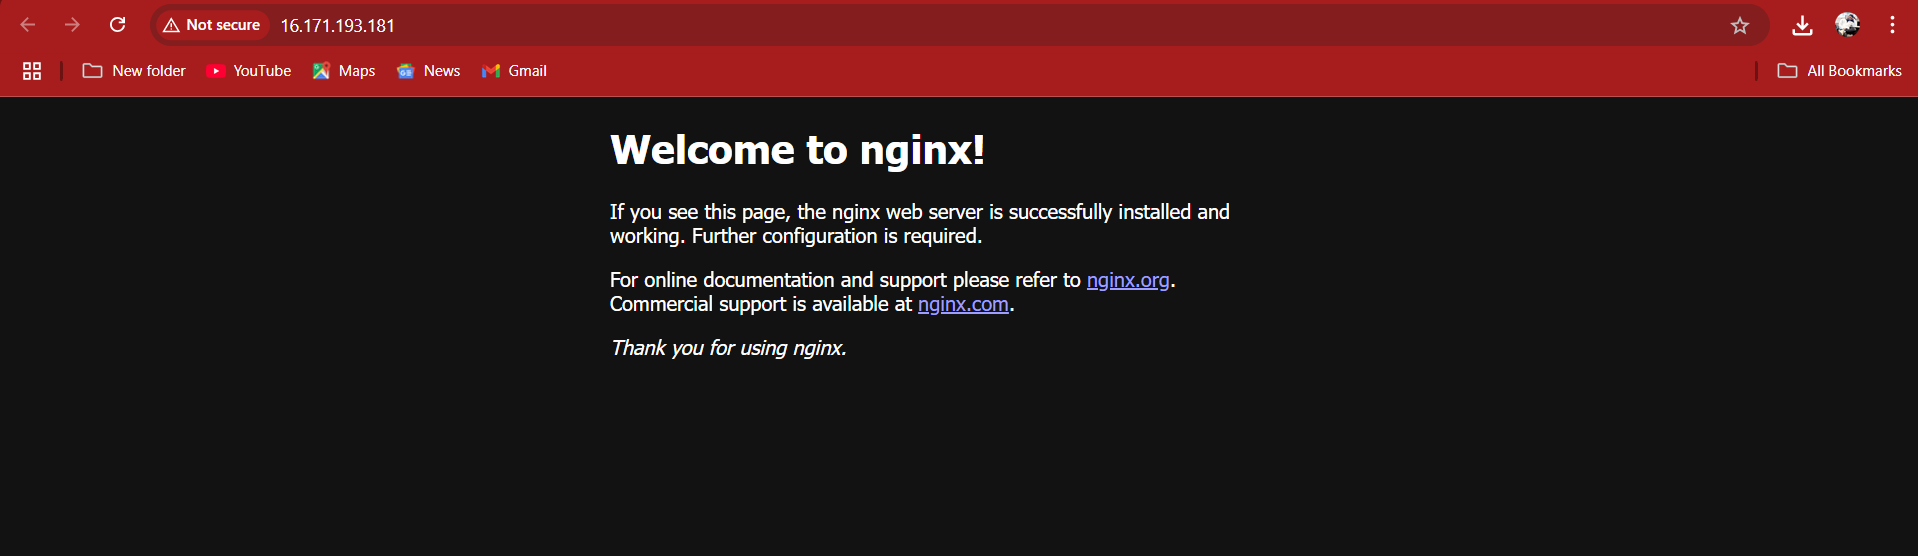 Not secure 16.171.193.181
New folder YouTube Maps News Gmail All Bookmarks
Welcome to nginx!
If you see this page, the nginx web server is successfully installed and
working. Further configuration is required.
For online documentation and support please refer to nginx.org.
Commercial support is available at nginx.com.
Thank you for using nginx.